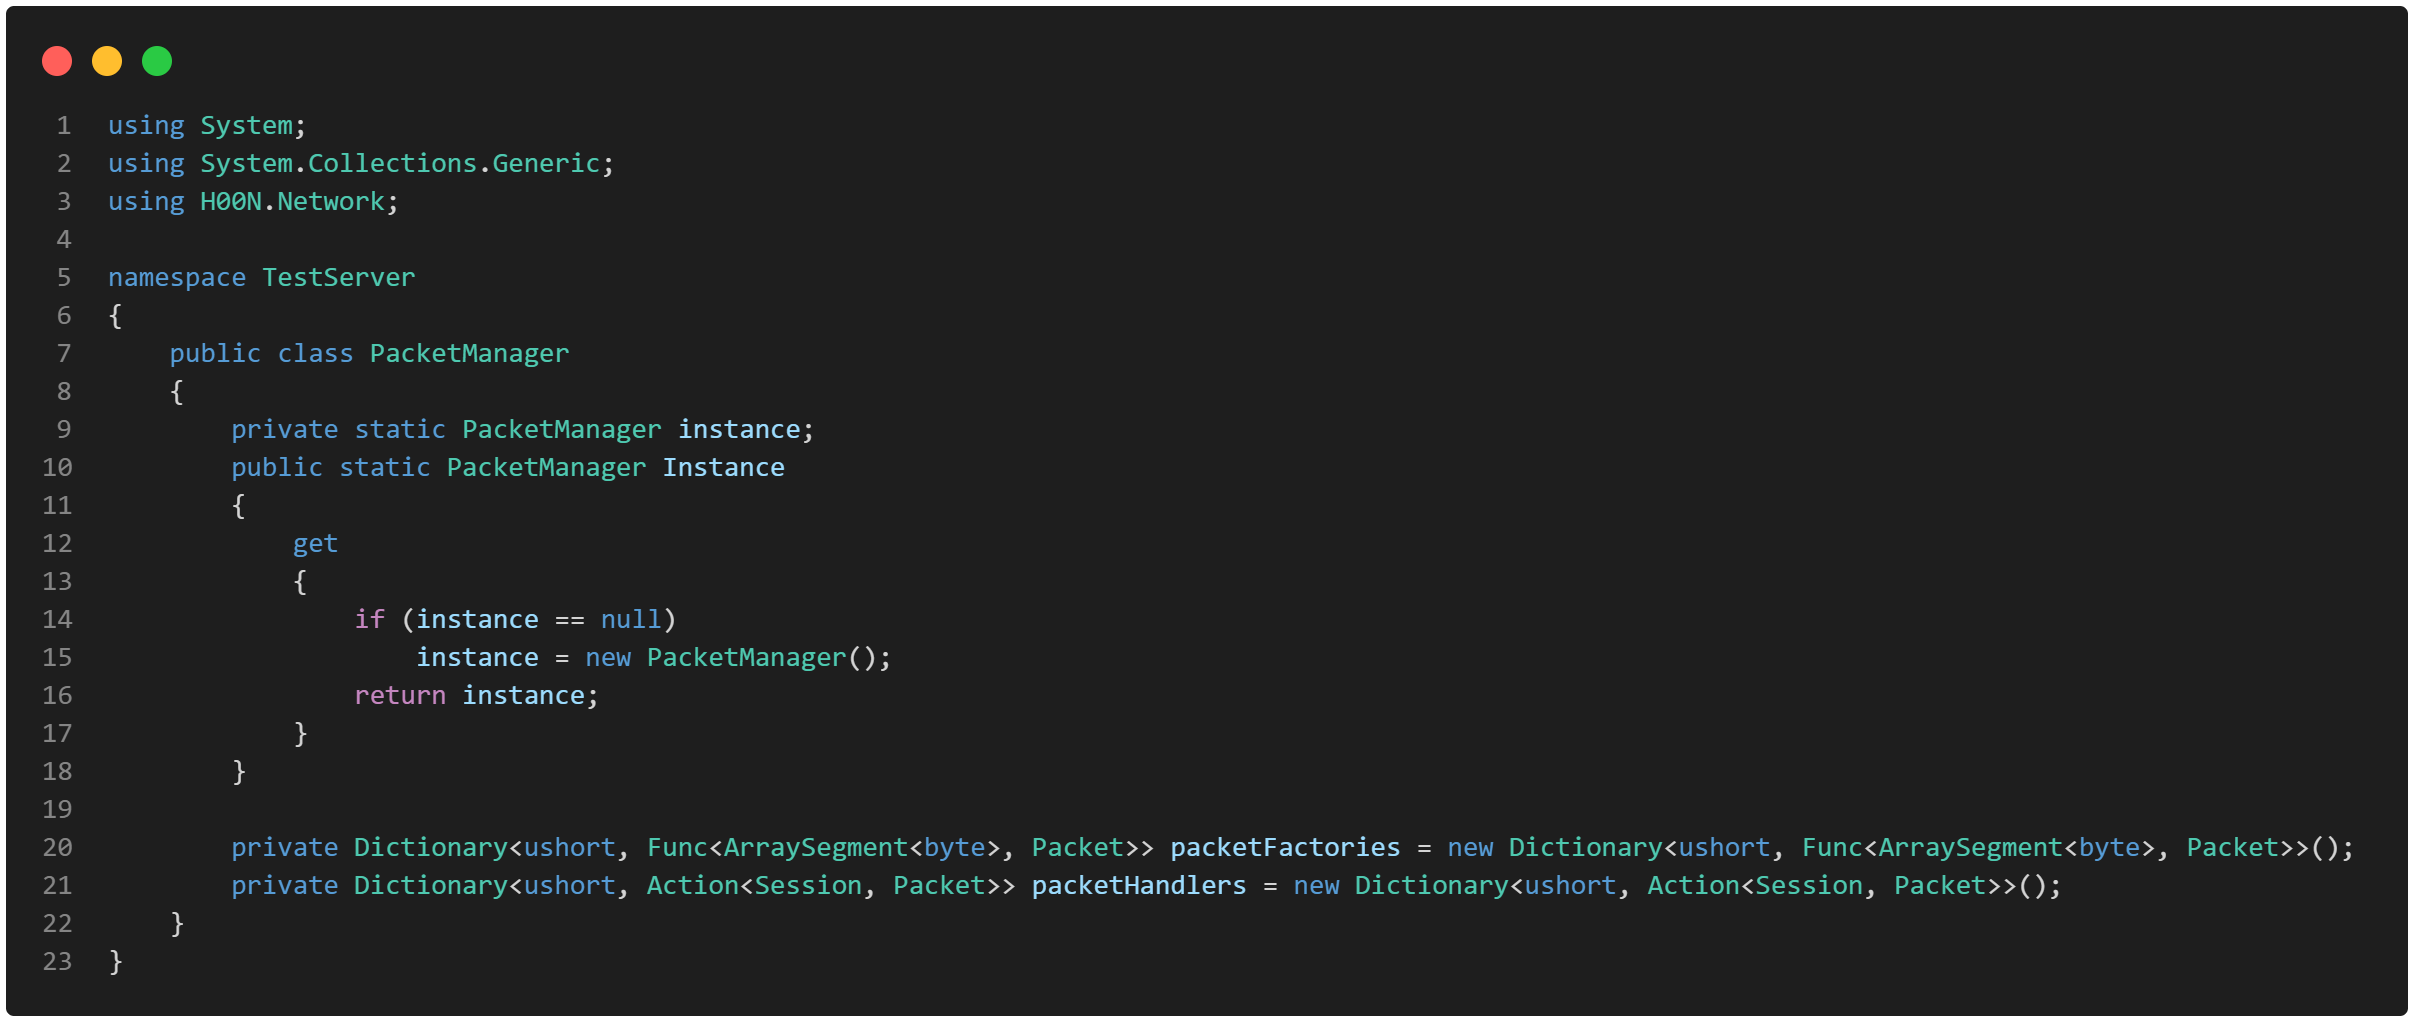 1 using System;
2 using System.Collections.Generic;
3 using H00N.Network;
4
5 namespace TestServer
6 {
7     public class PacketManager
8     {
9         private static PacketManager instance;
10         public static PacketManager Instance
11         {
12             get
13             {
14                 if (instance == null)
15                     instance = new PacketManager();
16                 return instance;
17             }
18         }
19
20         private Dictionary<ushort, Func<ArraySegment<byte>, Packet>> packetFactories = new Dictionary<ushort, Func<ArraySegment<byte>, Packet>>();
21         private Dictionary<ushort, Action<Session, Packet>> packetHandlers = new Dictionary<ushort, Action<Session, Packet>>();
22     }
23 }